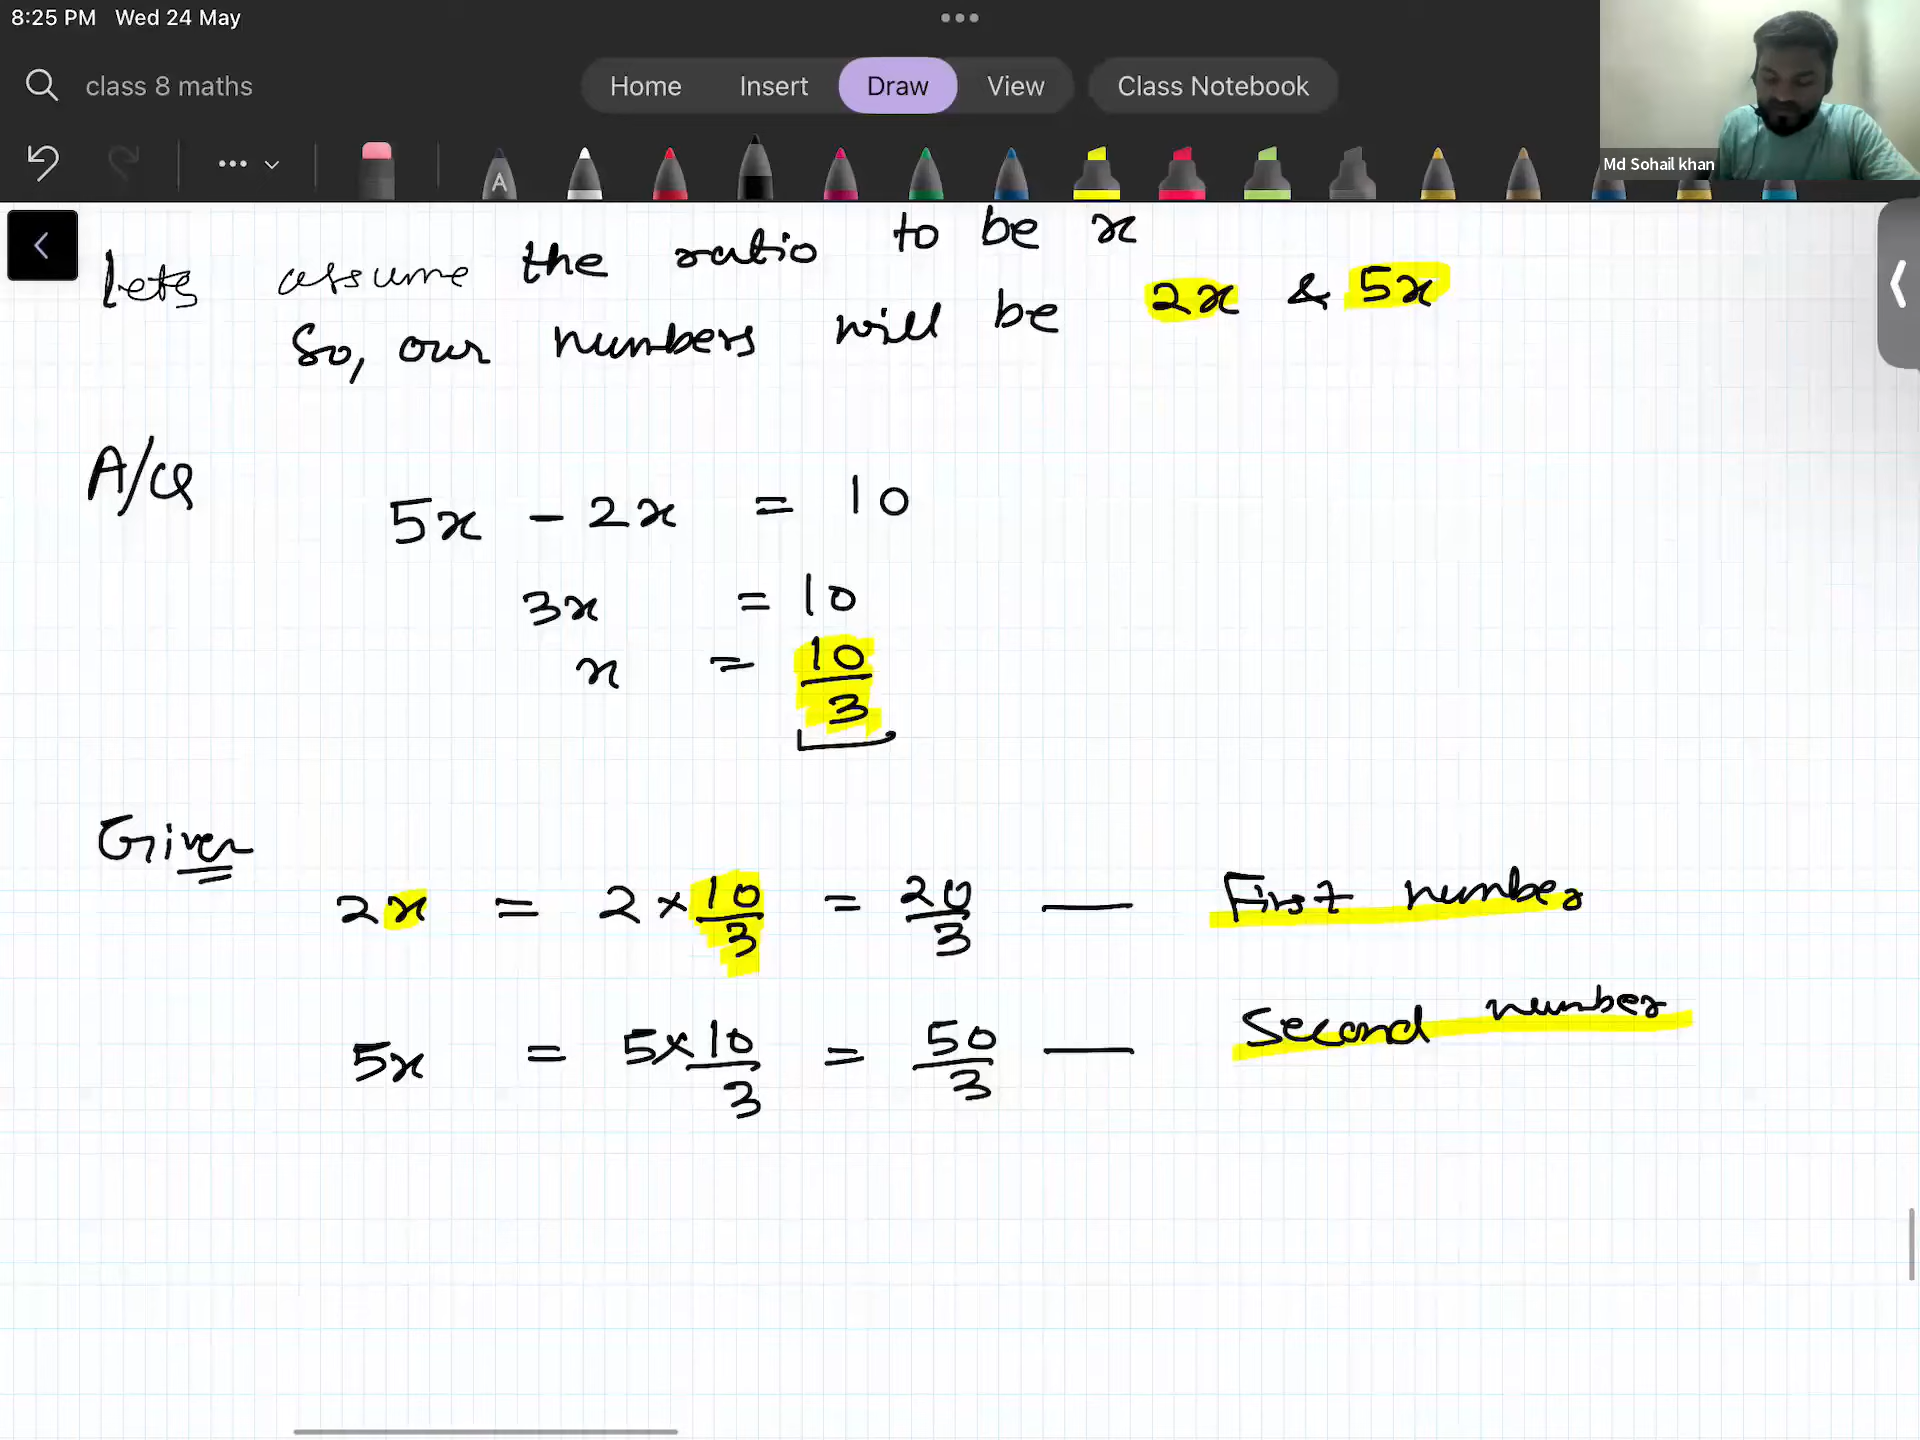 8:25 PM Wed 24 May
class 8 maths
Home Insert Draw View Class Notebook
A
Md Sohail khan
Lets assume the ratio to be x
So, our numbers will be 2x & 5x
A/Q
5x - 2x = 10
3x = 10
x = 10/3
Given
2x = 2 × 10/3 = 20/3 — First number
5x = 5 × 10/3 = 50/3 — Second number